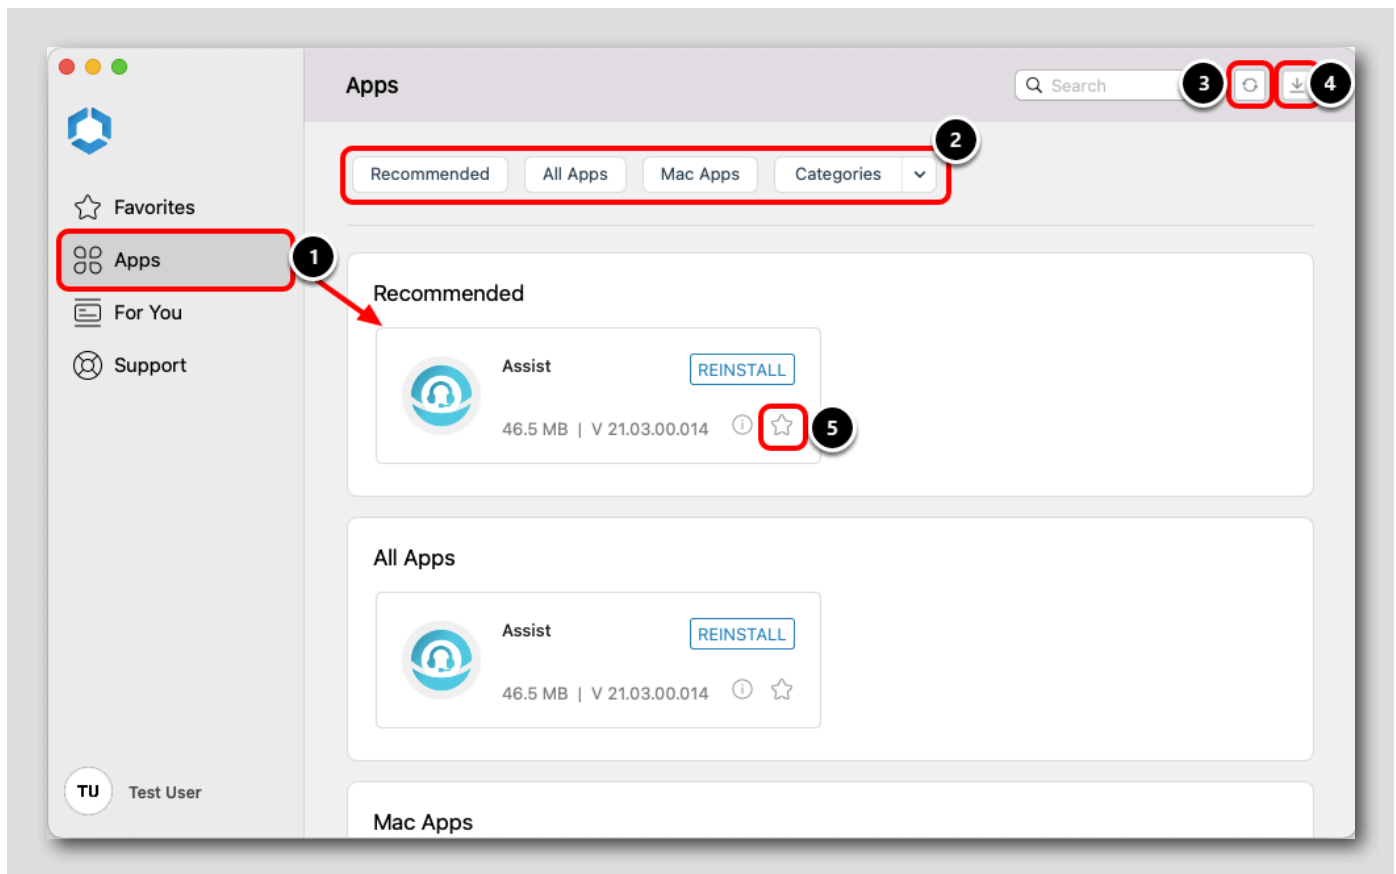 Apps
Search
3
4
2
Recommended
All Apps
Mac Apps
Categories
Favorites
Apps
1
For You
Support
Recommended
Assist
REINSTALL
46.5 MB | V 21.03.00.014
5
All Apps
Assist
REINSTALL
46.5 MB | V 21.03.00.014
TU
Test User
Mac Apps